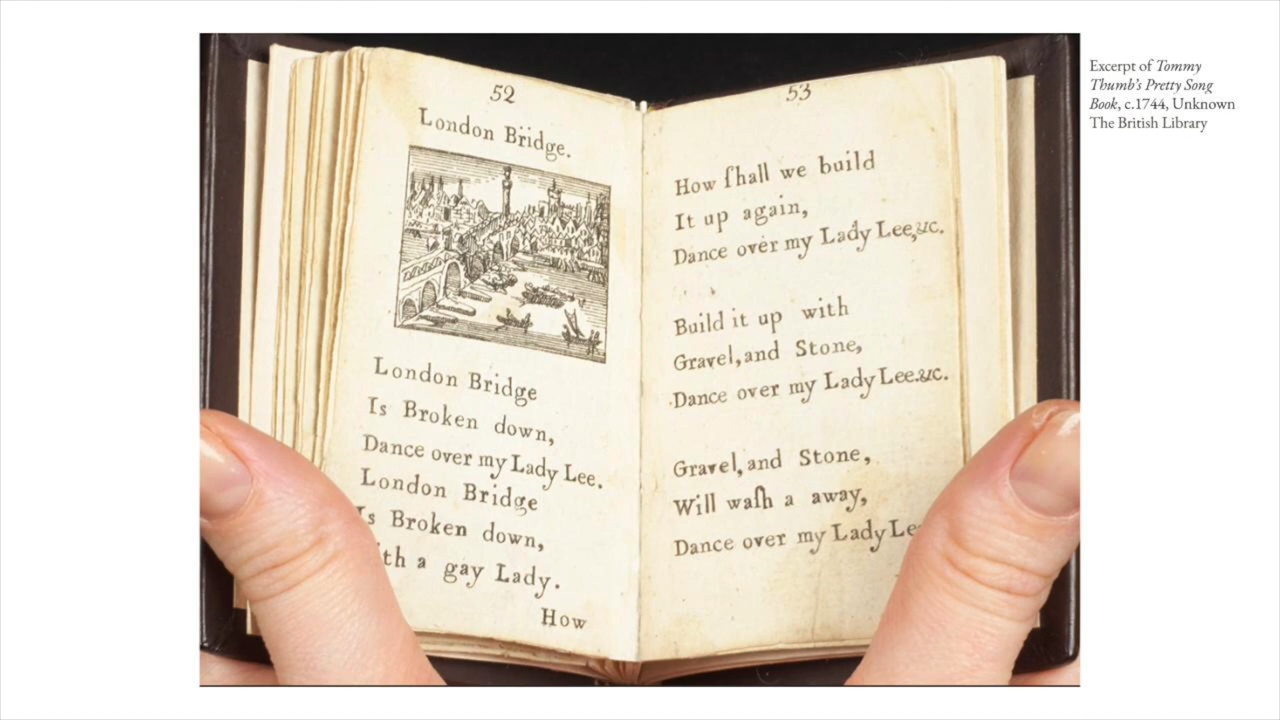 52
London Bridge.
London Bridge
Is Broken down,
Dance over my Lady Lee.
London Bridge
Is Broken down,
a gay Lady.
How
53
How ſhall we build
It up again,
Dance over my Lady Lee,&c.
Build it up with
Gravel,and Stone,
Dance over my Lady Lee.&c.
Gravel,and Stone,
Will waſh a away,
Dance over my Lady
Excerpt of Tommy
Thumb's Pretty Song
Book, c.1744, Unknown
The British Library